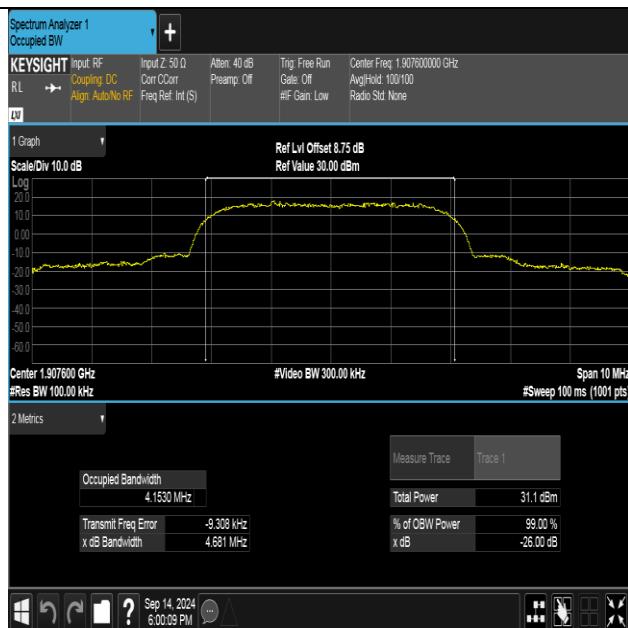 Spectrum Analyzer 1
Occupied BW
+
KEYSIGHT Input: RF Input Z: 50 Ω Atten: 40 dB Trig: Free Run Center Freq: 1.907600000 GHz
RL Coupling: DC Corr CCorr Preamp: Off Gate: Off Avg|Hold: 100/100
Align: Auto/No RF Freq Ref: Int (S) #IF Gain: Low Radio Std: None
LXI
1 Graph
Ref Lvl Offset 8.75 dB
Scale/Div 10.0 dB Ref Value 30.00 dBm
Log
20.0
10.0
0.00
-10.0
-20.0
-30.0
-40.0
-50.0
-60.0
Center 1.907600 GHz #Video BW 300.00 kHz Span 10 MHz
#Res BW 100.00 kHz #Sweep 100 ms (1001 pts)
2 Metrics
Measure Trace Trace 1
Occupied Bandwidth
4.1530 MHz Total Power 31.1 dBm
Transmit Freq Error -9.308 kHz % of OBW Power 99.00 %
x dB Bandwidth 4.681 MHz x dB -26.00 dB
? Sep 14, 2024
6:00:09 PM